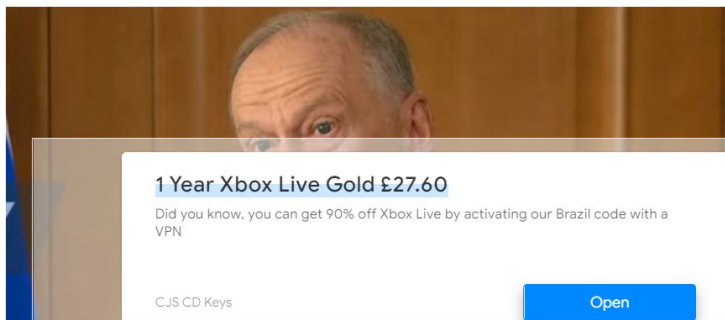 1 Year Xbox Live Gold £27.60
Did you know, you can get 90% off Xbox Live by activating our Brazil code with a
VPN
CJS CD Keys
Open